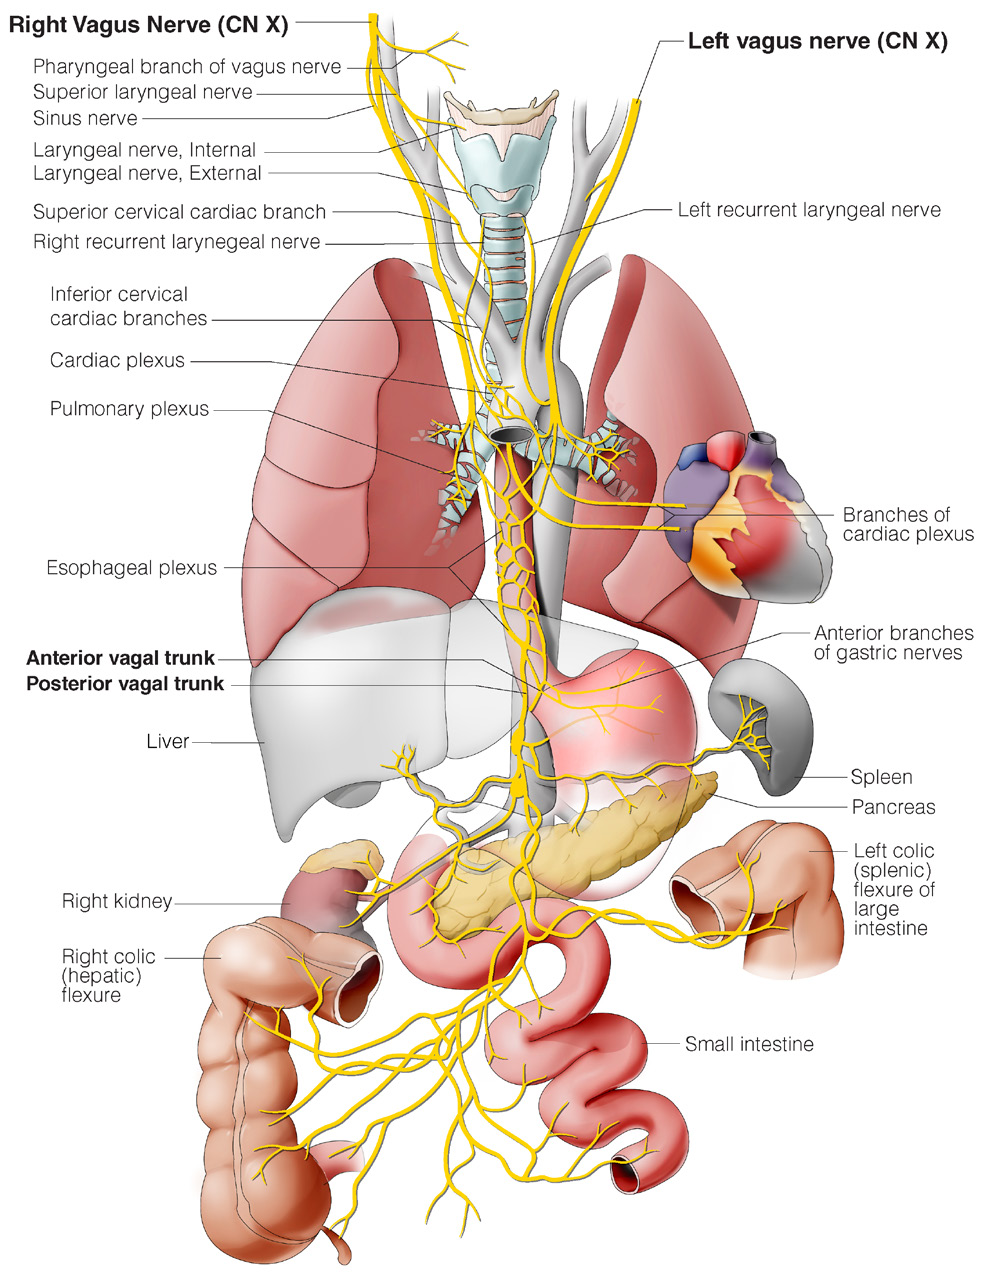 Right Vagus Nerve (CN X)
Left vagus nerve (CN X)
Pharyngeal branch of vagus nerve
Superior laryngeal nerve
Sinus nerve
Laryngeal nerve, Internal
Laryngeal nerve, External
Superior cervical cardiac branch
Left recurrent laryngeal nerve
Right recurrent larynegeal nerve
Inferior cervical
cardiac branches
Cardiac plexus
Pulmonary plexus
Branches of
cardiac plexus
Esophageal plexus
Anterior branches
of gastric nerves
Anterior vagal trunk
Posterior vagal trunk
Liver
Spleen
Pancreas
Left colic
(splenic)
flexure of
large
intestine
Right kidney
Right colic
(hepatic)
flexure
Small intestine